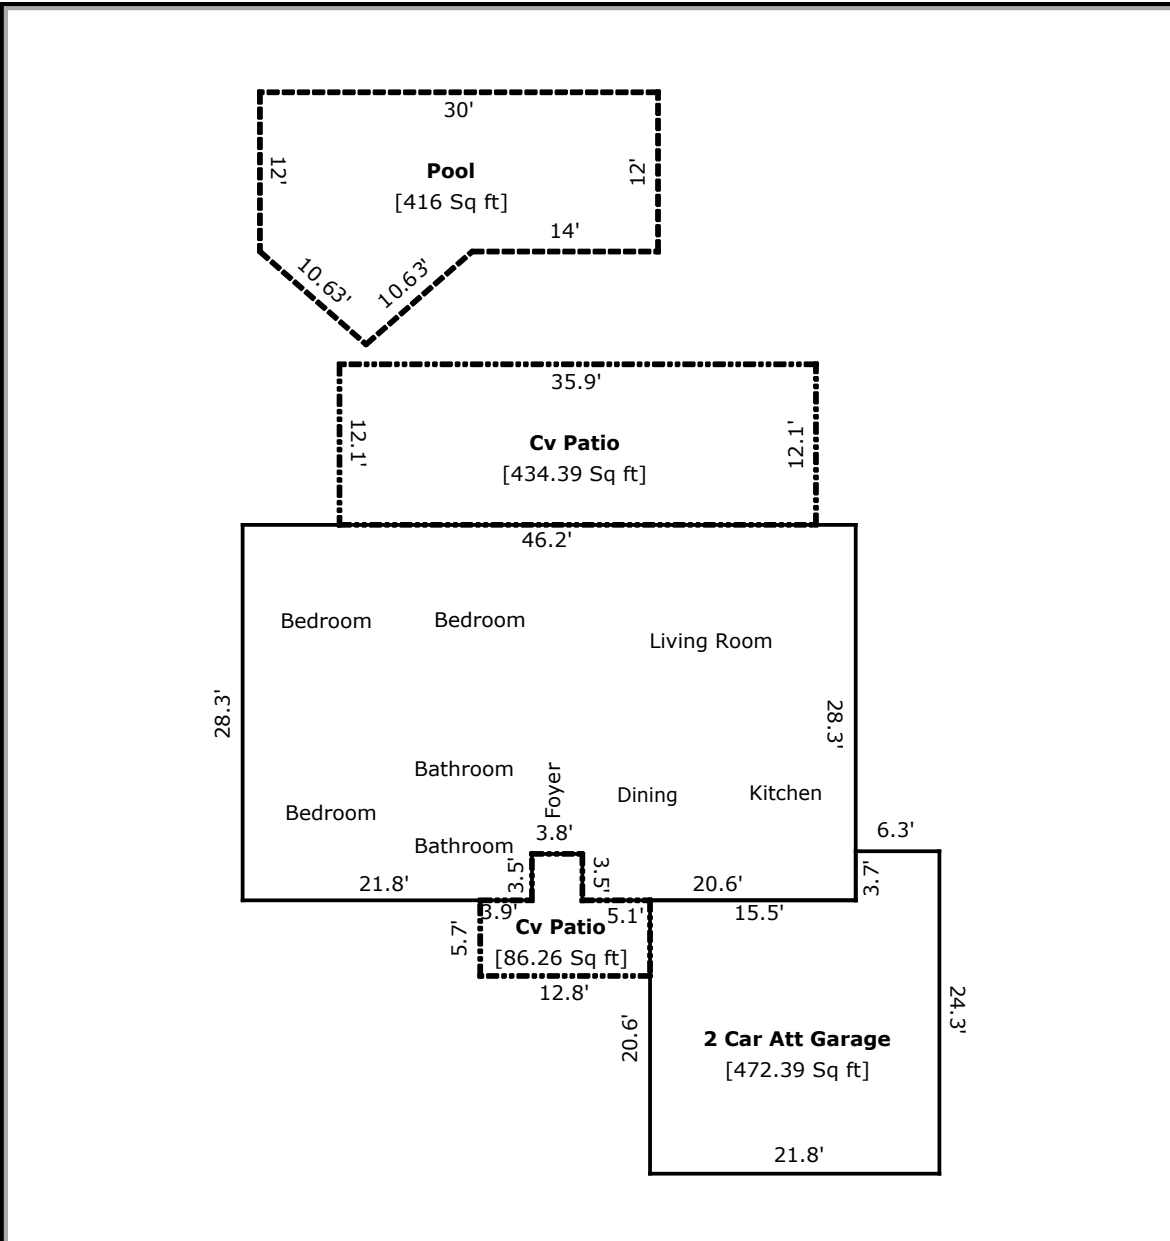 30'
12'
Pool
[416 Sq ft]
12'
14'
10.63'
10.63'
35.9'
12.1'
Cv Patio
[434.39 Sq ft]
12.1'
46.2'
Bedroom
Bedroom
Living Room
28.3'
28.3'
Bathroom
Foyer
Dining
Kitchen
Bedroom
Bathroom
3.8'
6.3'
3.5'
3.5'
3.7'
21.8'
20.6'
3.9'
5.1'
15.5'
5.7'
Cv Patio
[86.26 Sq ft]
12.8'
20.6'
24.3'
2 Car Att Garage
[472.39 Sq ft]
21.8'